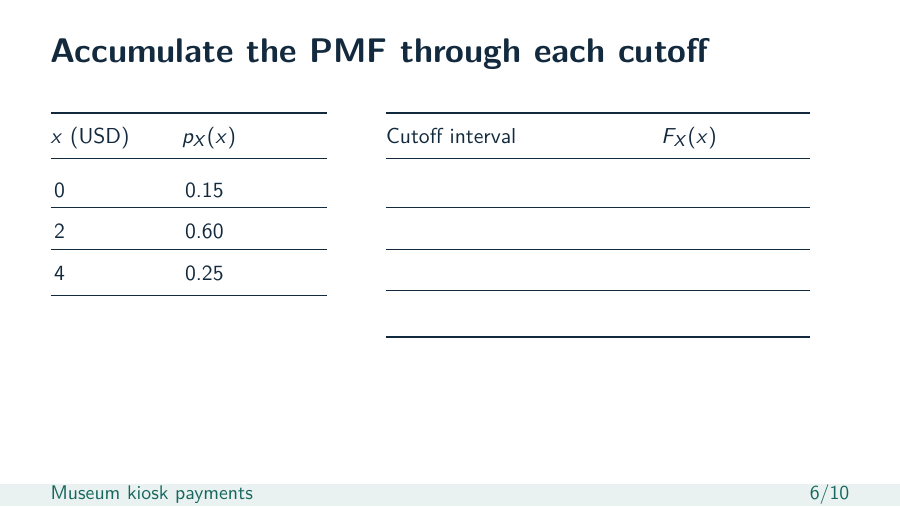 Accumulate the PMF through each cutoff
x (USD) pX(x)
0 0.15
2 0.60
4 0.25
Cutoff interval FX(x)
Museum kiosk payments 6/10